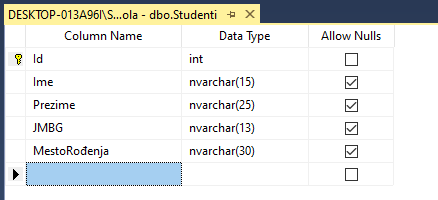 DESKTOP-013A96I\S...ola - dbo.Studenti
Column Name Data Type Allow Nulls
Id int
Ime nvarchar(15)
Prezime nvarchar(25)
JMBG nvarchar(13)
MestoRođenja nvarchar(30)